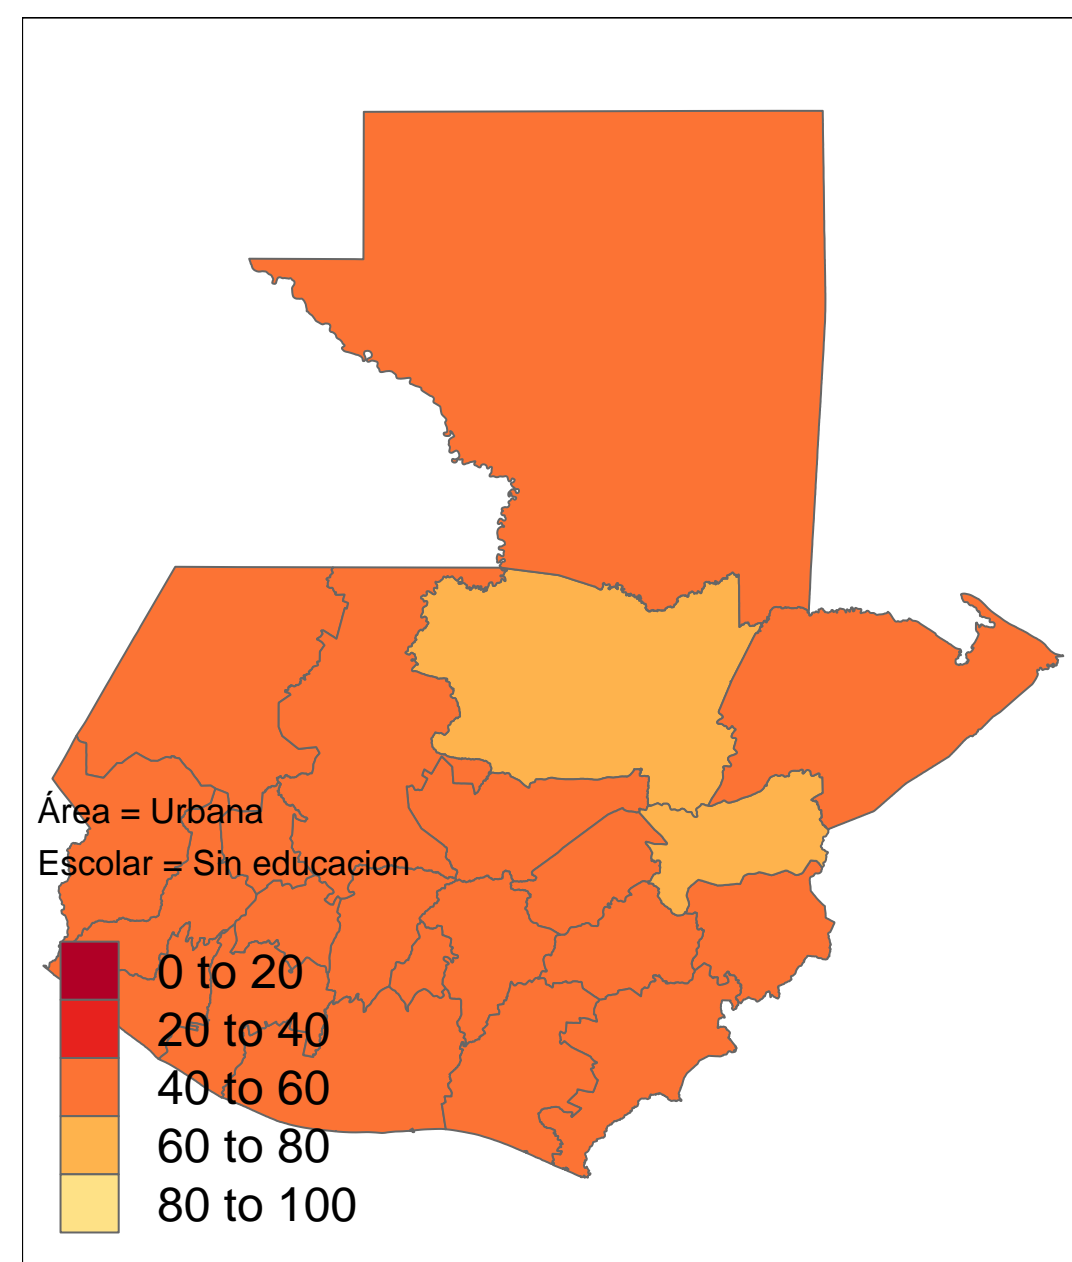 Área = Urbana
Escolar = Sin educacion
0 to 20
20 to 40
40 to 60
60 to 80
80 to 100